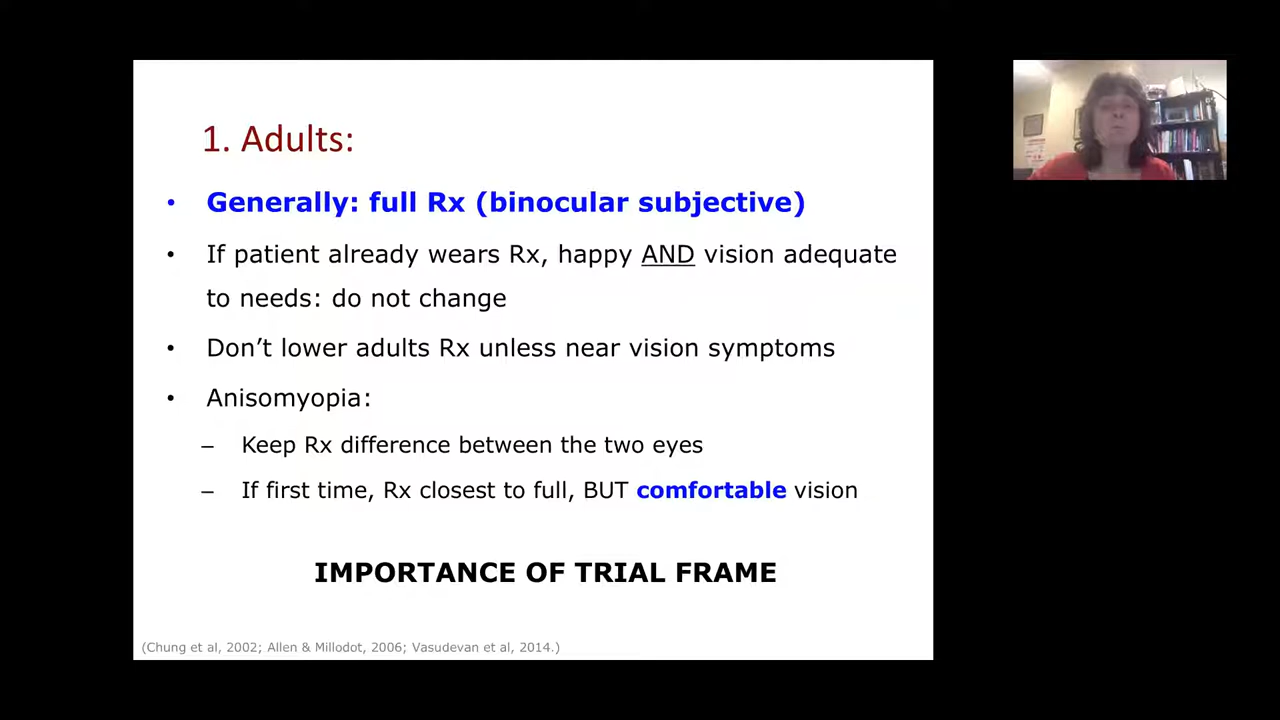 1. Adults:
• Generally: full Rx (binocular subjective)
• If patient already wears Rx, happy AND vision adequate
to needs: do not change
• Don’t lower adults Rx unless near vision symptoms
• Anisomyopia:
– Keep Rx difference between the two eyes
– If first time, Rx closest to full, BUT comfortable vision
IMPORTANCE OF TRIAL FRAME
(Chung et al, 2002; Allen & Millodot, 2006; Vasudevan et al, 2014.)